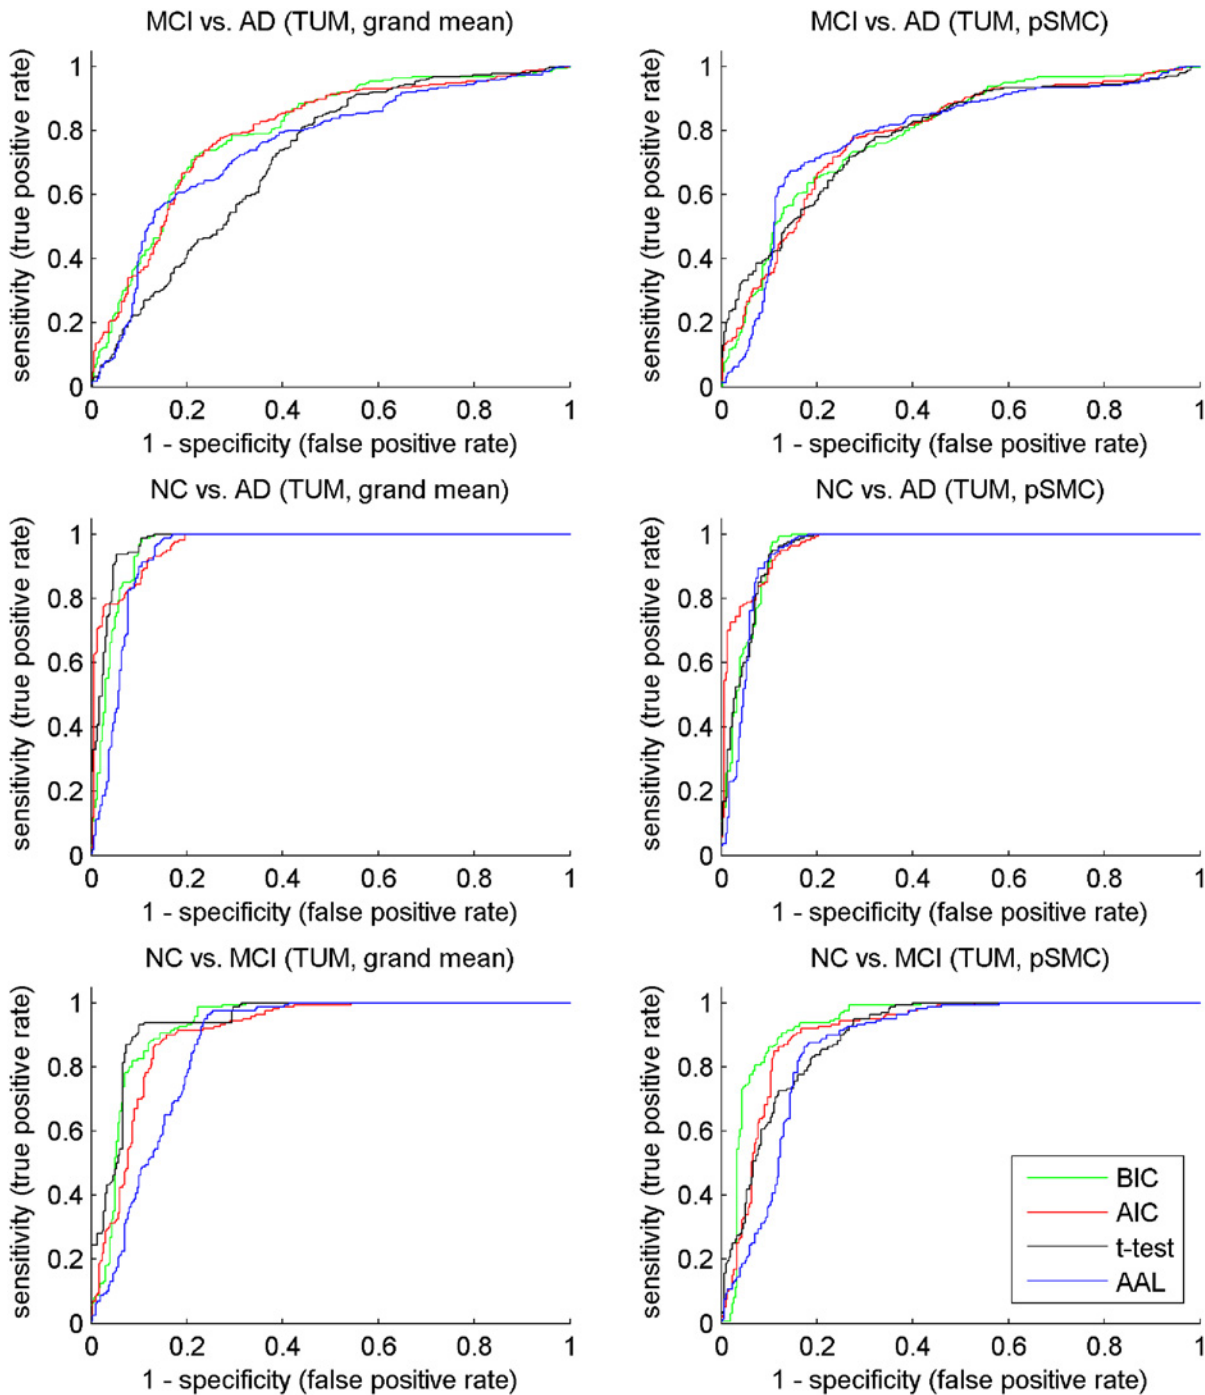 MCI vs. AD (TUM, grand mean)
sensitivity (true positive rate)
1
0.8
0.6
0.4
0.2
0
0 0.2 0.4 0.6 0.8 1
1 - specificity (false positive rate)
MCI vs. AD (TUM, pSMC)
sensitivity (true positive rate)
1
0.8
0.6
0.4
0.2
0
0 0.2 0.4 0.6 0.8 1
1 - specificity (false positive rate)
NC vs. AD (TUM, grand mean)
sensitivity (true positive rate)
1
0.8
0.6
0.4
0.2
0
0 0.2 0.4 0.6 0.8 1
1 - specificity (false positive rate)
NC vs. AD (TUM, pSMC)
sensitivity (true positive rate)
1
0.8
0.6
0.4
0.2
0
0 0.2 0.4 0.6 0.8 1
1 - specificity (false positive rate)
NC vs. MCI (TUM, grand mean)
sensitivity (true positive rate)
1
0.8
0.6
0.4
0.2
0
0 0.2 0.4 0.6 0.8 1
1 - specificity (false positive rate)
NC vs. MCI (TUM, pSMC)
sensitivity (true positive rate)
1
0.8
0.6
0.4
0.2
0
0 0.2 0.4 0.6 0.8 1
1 - specificity (false positive rate)
BIC
AIC
t-test
AAL